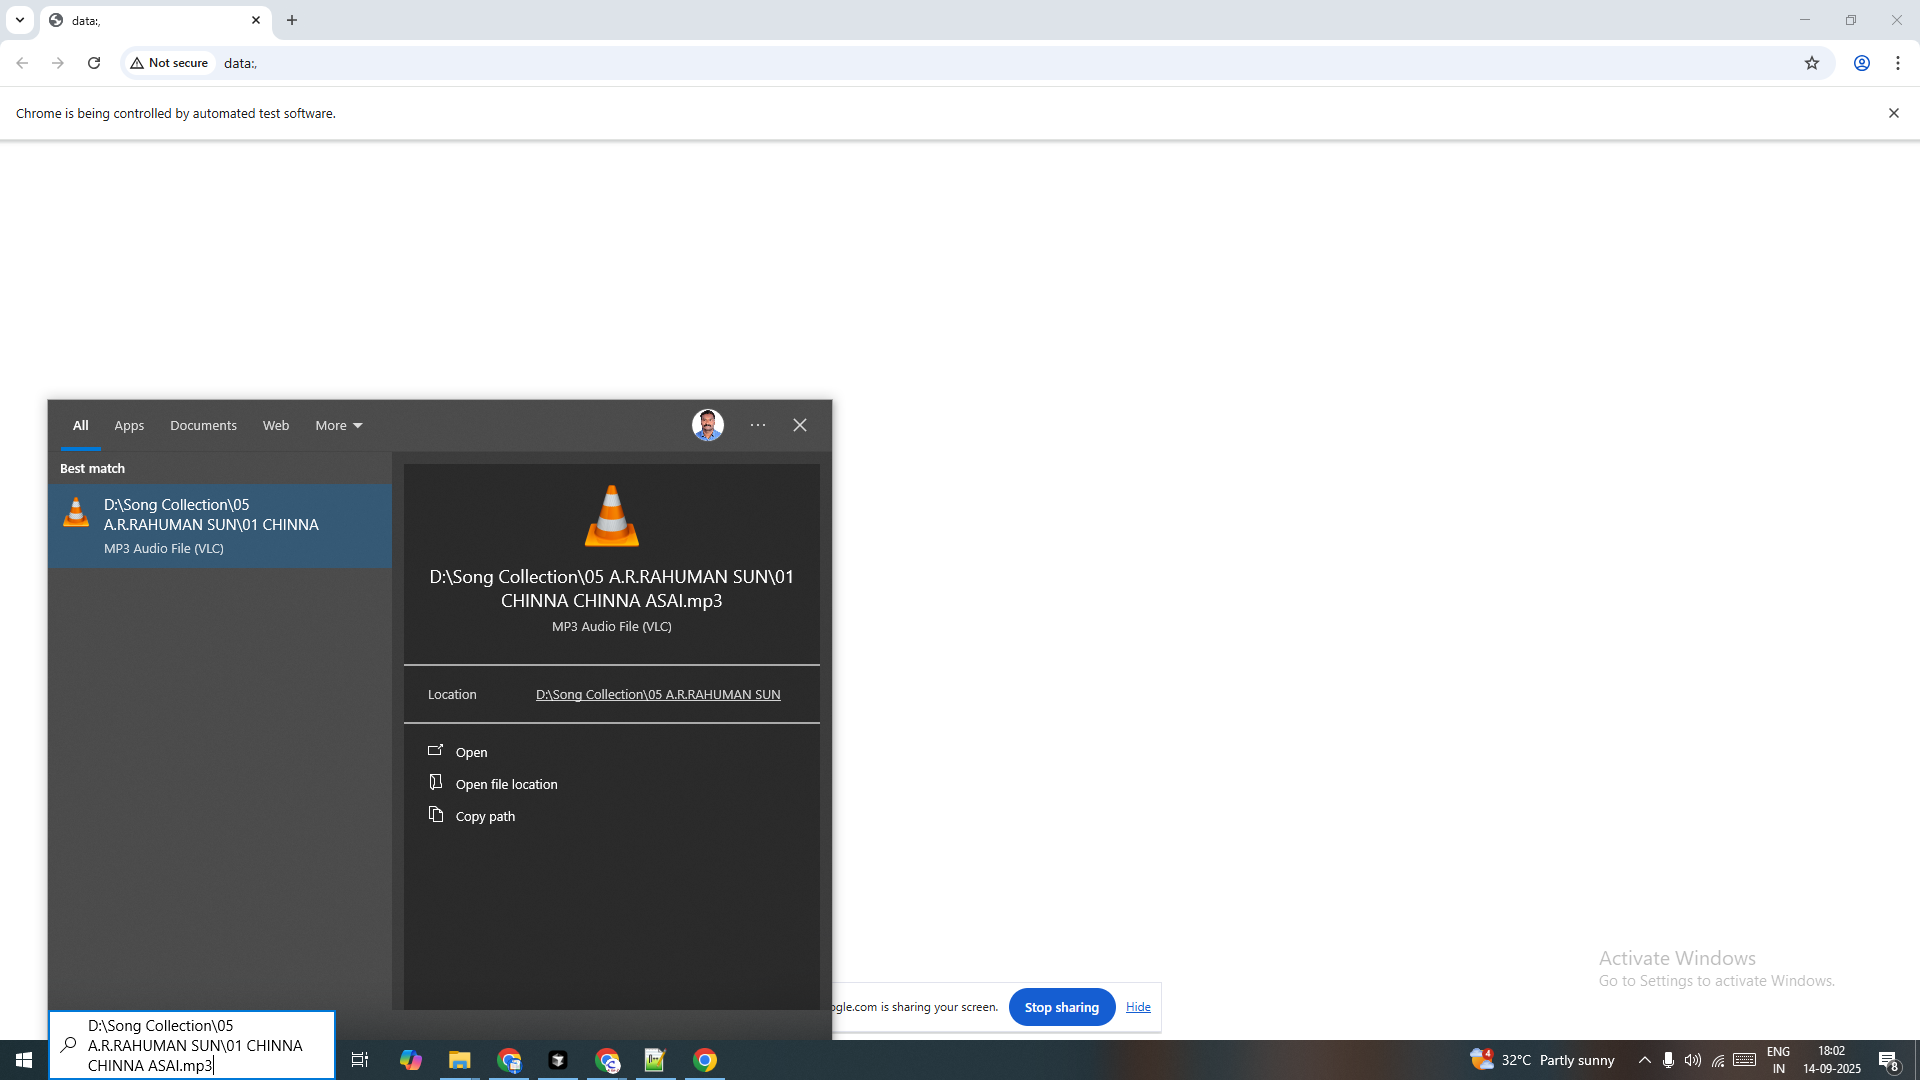 data:,
Not secure
data:,
Chrome is being controlled by automated test software.
All
Apps
Documents
Web
More
Best match
D:\Song Collection\05
A.R.RAHUMAN SUN\01 CHINNA
MP3 Audio File (VLC)
D:\Song Collection\05 A.R.RAHUMAN SUN\01
CHINNA CHINNA ASAI.mp3
MP3 Audio File (VLC)
Location
D:\Song Collection\05 A.R.RAHUMAN SUN
Open
Open file location
Copy path
ogle.com is sharing your screen.
Stop sharing
Hide
Activate Windows
Go to Settings to activate Windows.
D:\Song Collection\05
A.R.RAHUMAN SUN\01 CHINNA
CHINNA ASAI.mp3
4
32°C Partly sunny
ENG
IN
18:02
14-09-2025
8